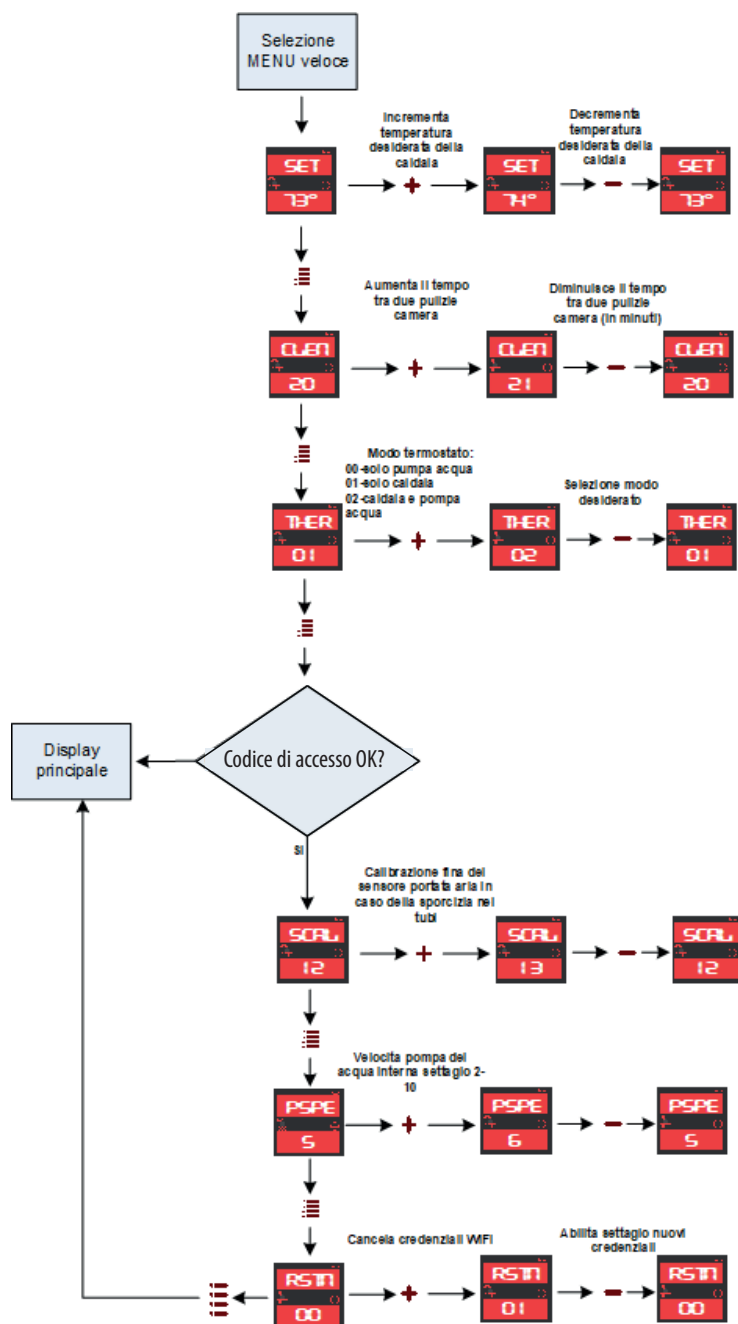 Selezione
MENU veloce
Incrementa
temperatura
desiderata della
caldaia
Decrementa
temperatura
desiderata della
caldaia
SET
73°
+
SET
74°
-
SET
73°
Aumenta il tempo
tra due pulizie
camera
Diminuisce il tempo
tra due pulizie
camera (in minuti)
CLEN
20
+
CLEN
21
-
CLEN
20
Modo termostato:
00-solo pumpa acqua
01-solo caldaia
02-caldaia e pompa
acqua
Selezione modo
desiderato
THER
01
+
THER
02
-
THER
01
Codice di accesso OK?
Display
principale
SI
Calibrazione fina del
sensore portata aria in
caso della sporcizia nei
tubi
SCAL
12
+
SCAL
13
-
SCAL
12
Velocita pompa del
acqua interna settagio 2-
10
PSPE
5
+
PSPE
6
-
PSPE
5
Cancela credenziali WIFI
Abilita settagio nuovi
credenziali
RSTN
00
+
RSTN
01
-
RSTN
00